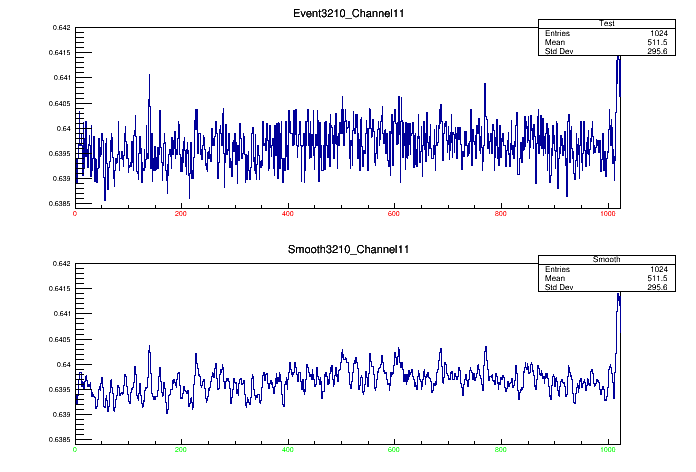 Event3210_Channel11
Test
Entries 1024
Mean 511.5
Std Dev 295.6
0.642
0.6415
0.641
0.6405
0.64
0.6395
0.639
0.6385
0 200 400 600 800 1000
Smooth3210_Channel11
Smooth
Entries 1024
Mean 511.5
Std Dev 295.6
0.642
0.6415
0.641
0.6405
0.64
0.6395
0.639
0.6385
0 200 400 600 800 1000